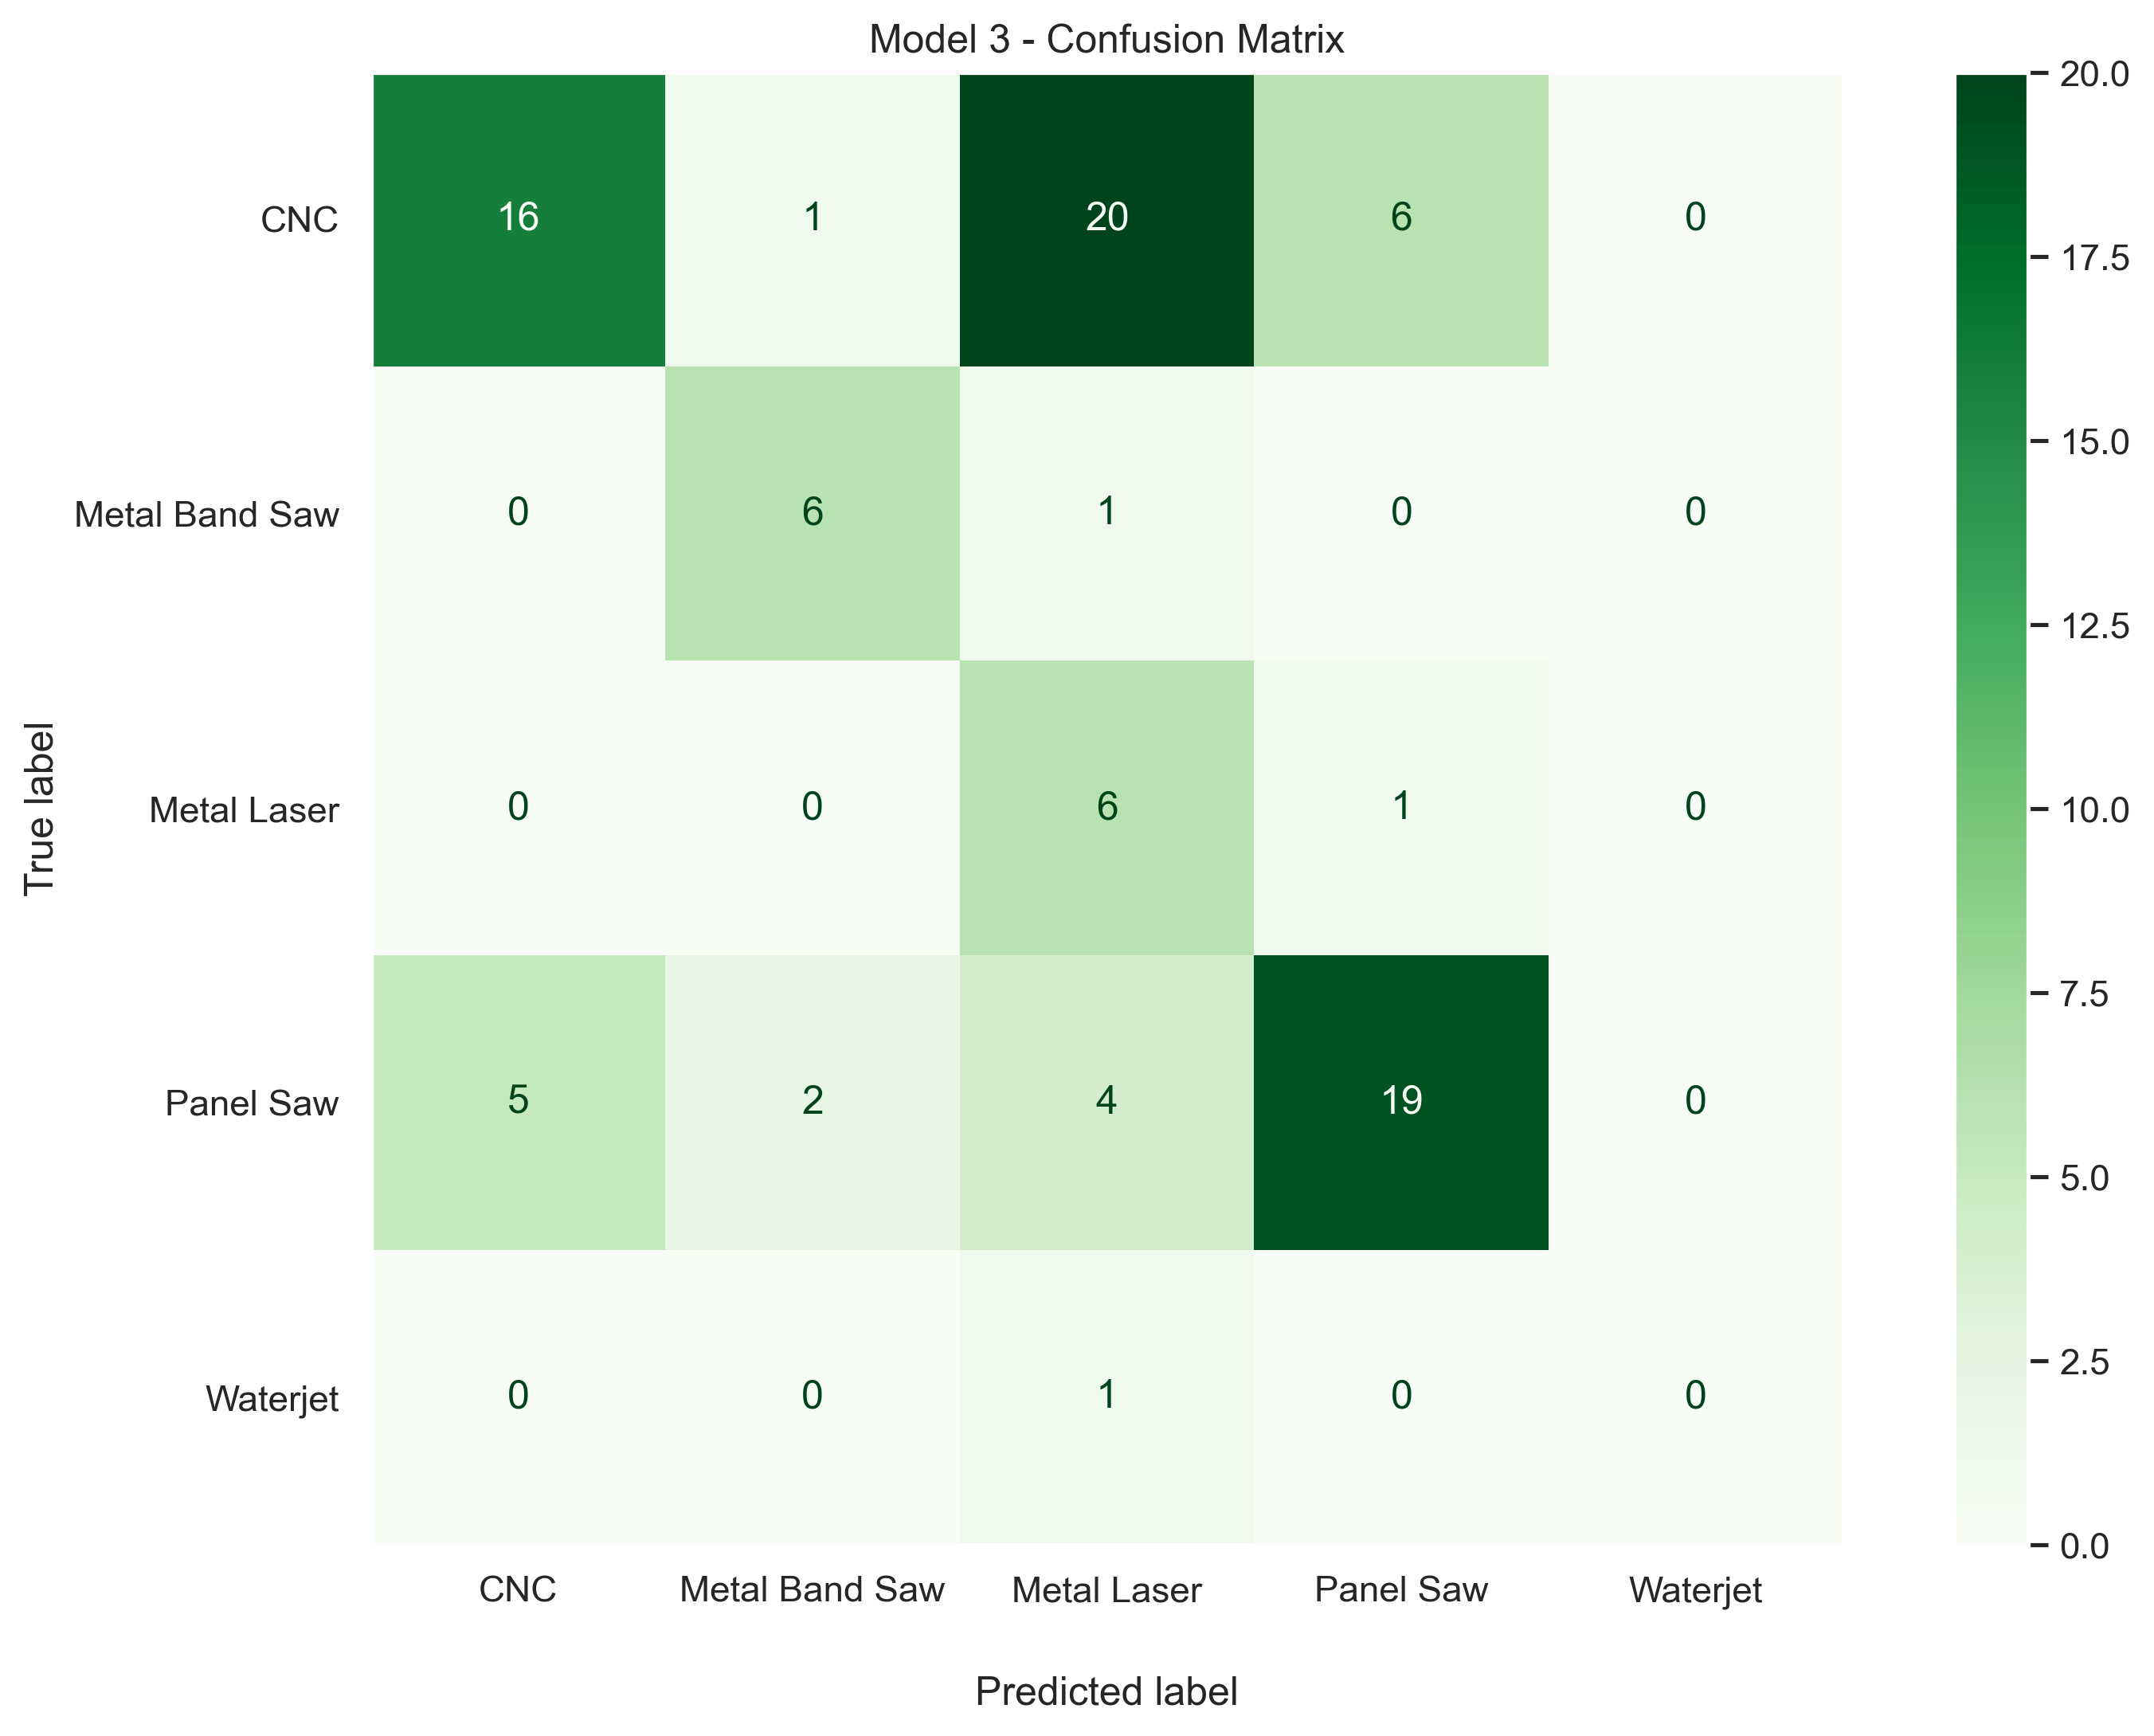 Model 3 - Confusion Matrix
20.0
CNC 16 1 20 6 0
17.5
15.0
Metal Band Saw 0 6 1 0 0
12.5
True label
Metal Laser 0 0 6 1 0
10.0
7.5
Panel Saw 5 2 4 19 0
5.0
2.5
Waterjet 0 0 1 0 0
0.0
CNC Metal Band Saw Metal Laser Panel Saw Waterjet
Predicted label